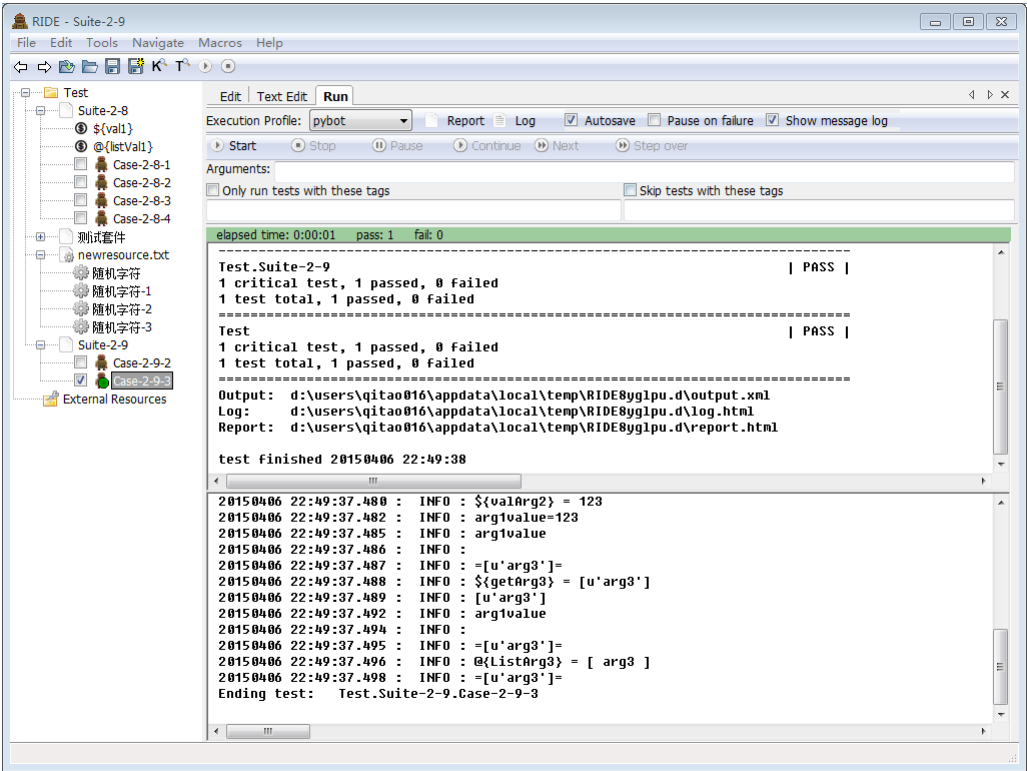 RIDE - Suite-2-9
File Edit Tools Navigate Macros Help
Test
Suite-2-8
${val1}
@{listVal1}
Case-2-8-1
Case-2-8-2
Case-2-8-3
Case-2-8-4
测试套件
newresource.txt
随机字符
随机字符-1
随机字符-2
随机字符-3
Suite-2-9
Case-2-9-2
Case-2-9-3
External Resources
Edit Text Edit Run
Execution Profile: pybot Report Log Autosave Pause on failure Show message log
Start Stop Pause Continue Next Step over
Arguments:
Only run tests with these tags Skip tests with these tags
elapsed time: 0:00:01 pass: 1 fail: 0
------------------------------------------------------------------------------
Test.Suite-2-9 | PASS |
1 critical test, 1 passed, 0 failed
1 test total, 1 passed, 0 failed
==============================================================================
Test | PASS |
1 critical test, 1 passed, 0 failed
1 test total, 1 passed, 0 failed
==============================================================================
Output: d:\users\qitao016\appdata\local\temp\RIDE8yglpu.d\output.xml
Log: d:\users\qitao016\appdata\local\temp\RIDE8yglpu.d\log.html
Report: d:\users\qitao016\appdata\local\temp\RIDE8yglpu.d\report.html
test finished 20150406 22:49:38
20150406 22:49:37.480 : INFO : ${valArg2} = 123
20150406 22:49:37.482 : INFO : arg1value=123
20150406 22:49:37.485 : INFO : arg1value
20150406 22:49:37.486 : INFO :
20150406 22:49:37.487 : INFO : =[u'arg3']=
20150406 22:49:37.488 : INFO : ${getArg3} = [u'arg3']
20150406 22:49:37.489 : INFO : [u'arg3']
20150406 22:49:37.492 : INFO : arg1value
20150406 22:49:37.494 : INFO :
20150406 22:49:37.495 : INFO : =[u'arg3']=
20150406 22:49:37.496 : INFO : @{ListArg3} = [ arg3 ]
20150406 22:49:37.498 : INFO : =[u'arg3']=
Ending test: Test.Suite-2-9.Case-2-9-3